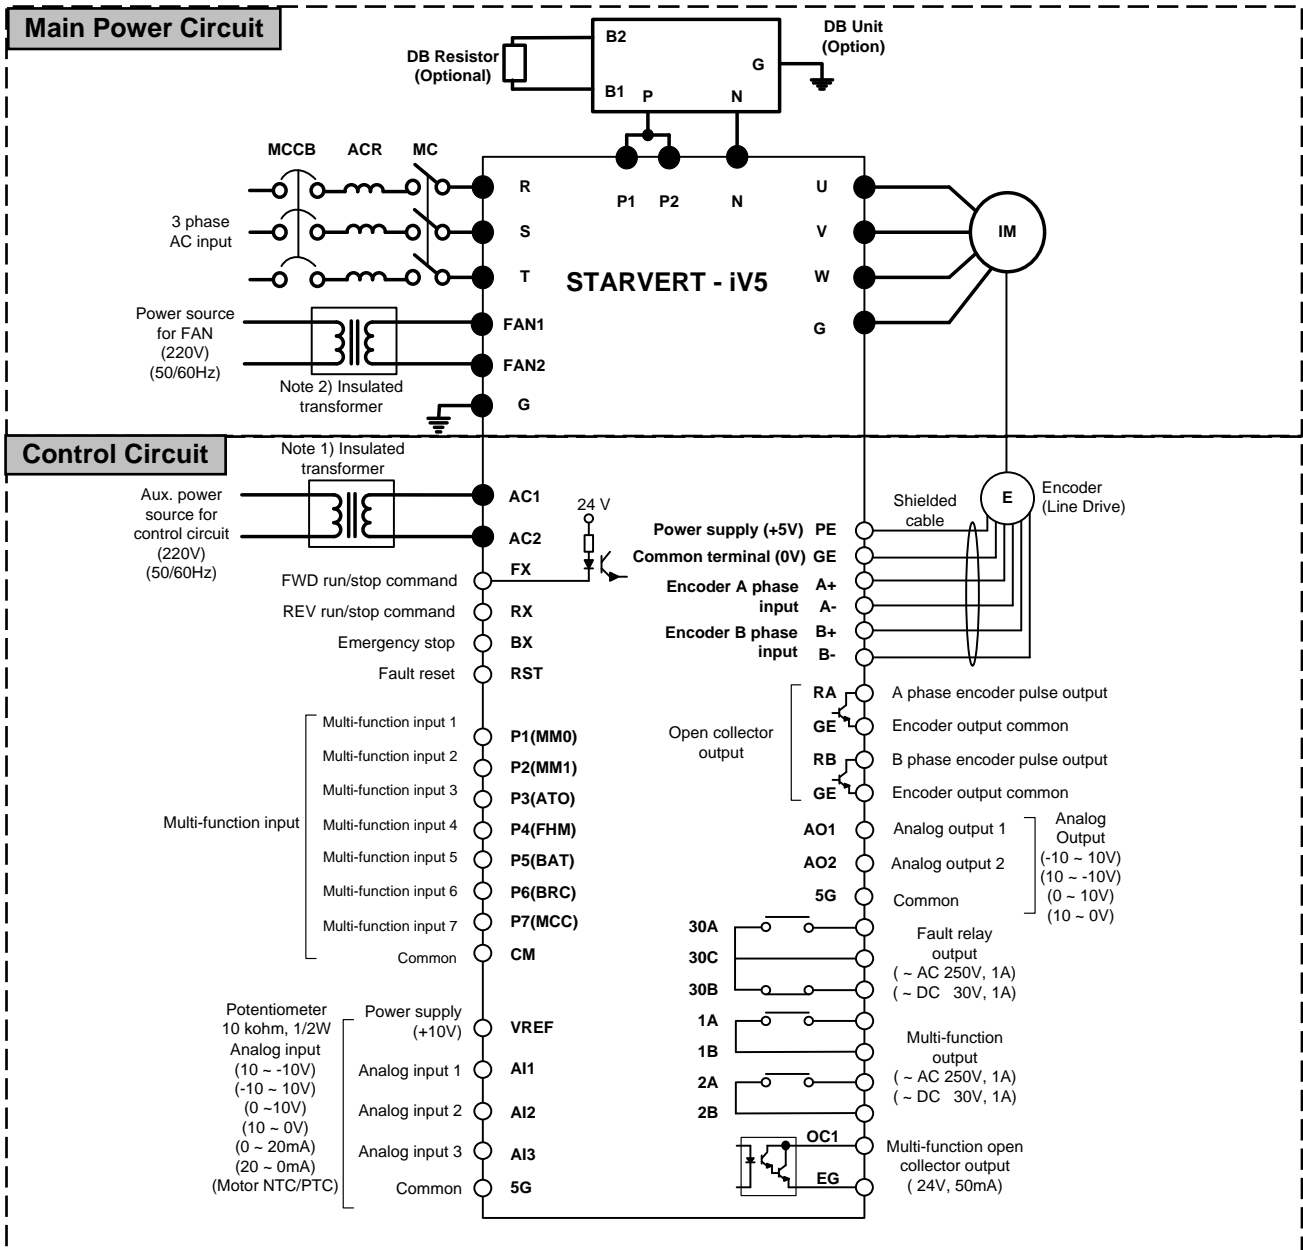 Main Power Circuit
DB Resistor
(Optional)
B2
B1
P
N
G
DB Unit
(Option)
MCCB
ACR
MC
3 phase
AC input
R
S
T
P1
P2
N
U
V
W
G
IM
STARVERT - iV5
Power source
for FAN
(220V)
(50/60Hz)
Note 2) Insulated
transformer
FAN1
FAN2
G
Control Circuit
Note 1) Insulated
transformer
Aux. power
source for
control circuit
(220V)
(50/60Hz)
AC1
AC2
24 V
FX
FWD run/stop command
REV run/stop command
RX
Emergency stop
BX
Fault reset
RST
Multi-function input
Multi-function input 1
P1(MM0)
Multi-function input 2
P2(MM1)
Multi-function input 3
P3(ATO)
Multi-function input 4
P4(FHM)
Multi-function input 5
P5(BAT)
Multi-function input 6
P6(BRC)
Multi-function input 7
P7(MCC)
Common
CM
Potentiometer
10 kohm, 1/2W
Analog input
(10 ~ -10V)
(-10 ~ 10V)
(0 ~10V)
(10 ~ 0V)
(0 ~ 20mA)
(20 ~ 0mA)
(Motor NTC/PTC)
Power supply
(+10V)
VREF
Analog input 1
AI1
Analog input 2
AI2
Analog input 3
AI3
Common
5G
Shielded
cable
E
Encoder
(Line Drive)
Power supply (+5V)
PE
Common terminal (0V)
GE
Encoder A phase
input
A+
A-
Encoder B phase
input
B+
B-
Open collector
output
RA
A phase encoder pulse output
GE
Encoder output common
RB
B phase encoder pulse output
GE
Encoder output common
AO1
Analog output 1
AO2
Analog output 2
5G
Common
Analog
Output
(-10 ~ 10V)
(10 ~ -10V)
(0 ~ 10V)
(10 ~ 0V)
30A
30C
30B
Fault relay
output
( ~ AC 250V, 1A)
( ~ DC 30V, 1A)
1A
1B
2A
2B
Multi-function
output
( ~ AC 250V, 1A)
( ~ DC 30V, 1A)
OC1
EG
Multi-function open
collector output
( 24V, 50mA)